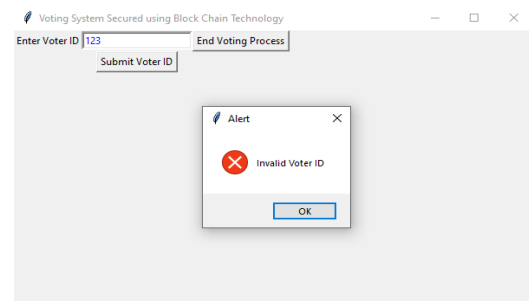 Voting System Secured using Block Chain Technology
Enter Voter ID 123 End Voting Process
Submit Voter ID
Alert
Invalid Voter ID
OK